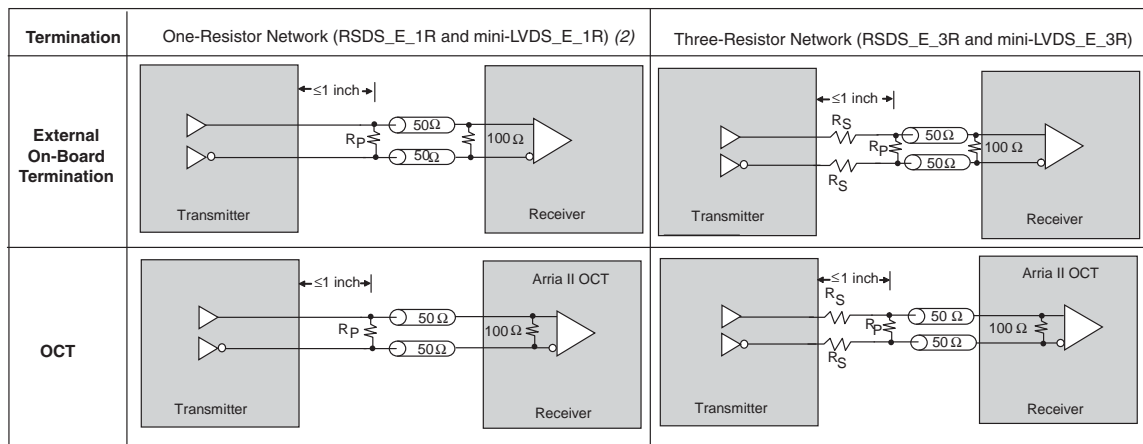 Termination
One-Resistor Network (RSDS_E_1R and mini-LVDS_E_1R) (2)
Three-Resistor Network (RSDS_E_3R and mini-LVDS_E_3R)
External
On-Board
Termination
≤1 inch
50Ω
RP
100 Ω
50Ω
Transmitter
Receiver
≤1 inch
RS
50Ω
RP
100 Ω
50Ω
RS
Transmitter
Receiver
OCT
≤1 inch
Arria II OCT
50 Ω
RP
100 Ω
50 Ω
Transmitter
Receiver
≤1 inch
Arria II OCT
RS
50 Ω
RP
100 Ω
50 Ω
RS
Transmitter
Receiver